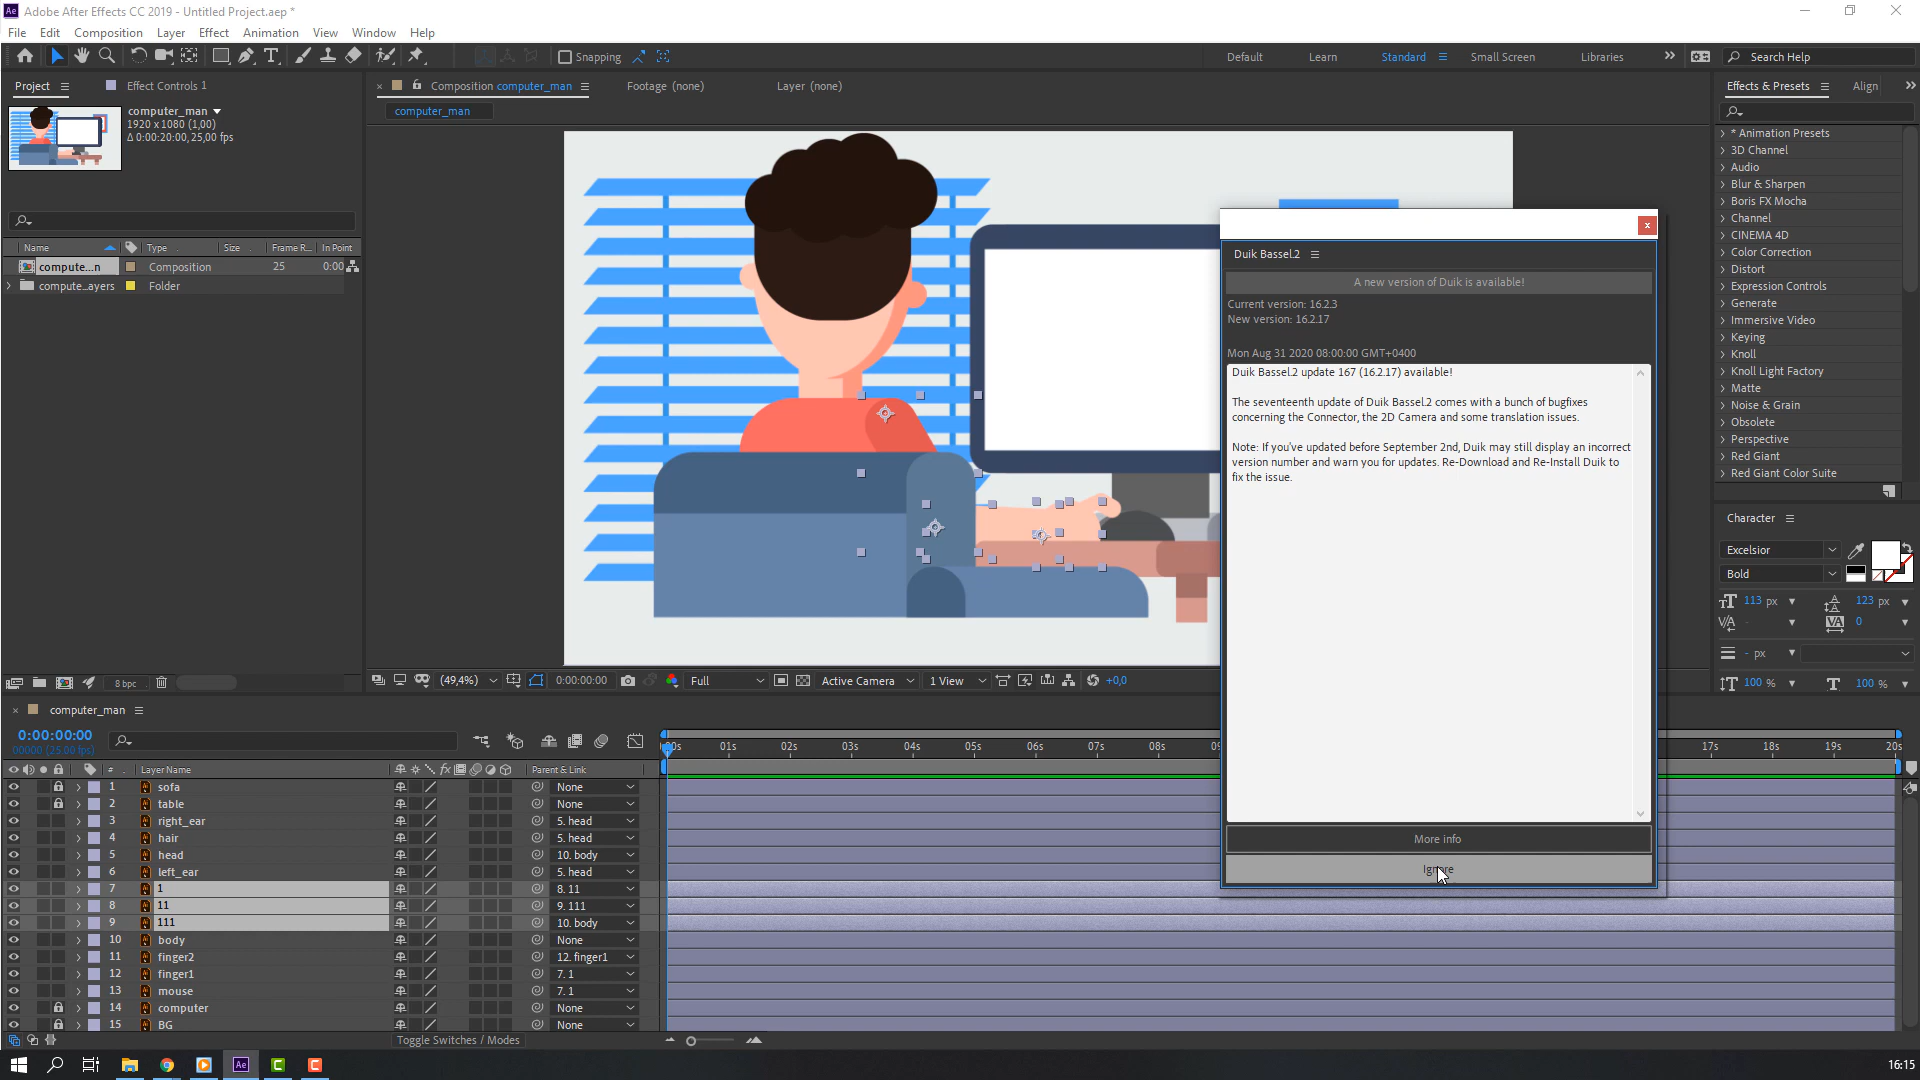 Adobe After Effects CC 2019 - Untitled Project.aep *
File Edit Composition Layer Effect Animation View Window Help
Snapping
Default Learn Standard Small Screen Libraries
Search Help
Project
Effect Controls 1
Composition computer_man
Footage (none)
Layer (none)
Effects & Presets
Align
computer_man
1920 x 1080 (1,00)
Δ 0:00:20:00, 25,00 fps
computer_man
Name Type Size Frame R... In Point
compute...n Composition 25 0:00
compute...ayers Folder
* Animation Presets
3D Channel
Audio
Blur & Sharpen
Boris FX Mocha
Channel
CINEMA 4D
Color Correction
Distort
Expression Controls
Generate
Immersive Video
Keying
Knoll
Knoll Light Factory
Matte
Noise & Grain
Obsolete
Perspective
Red Giant
Red Giant Color Suite
Duik Bassel.2
A new version of Duik is available!
Current version: 16.2.3
New version: 16.2.17
Mon Aug 31 2020 08:00:00 GMT+0400
Duik Bassel.2 update 167 (16.2.17) available!
The seventeenth update of Duik Bassel.2 comes with a bunch of bugfixes
concerning the Connector, the 2D Camera and some translation issues.
Note: If you've updated before September 2nd, Duik may still display an incorrect
version number and warn you for updates. Re-Download and Re-Install Duik to
fix the issue.
More info
Character
Excelsior
Bold
113 px
123 px
0
- px
100 %
100 %
8 bpc
(49,4%)
0:00:00:00
Full
Active Camera
1 View
+0,0
computer_man
0:00:00:00
00000 (25.00 fps)
01s 02s 03s 04s 05s 06s 07s 08s 17s 18s 19s 20s
# Layer Name fx Parent & Link
1 sofa None
2 table None
3 right_ear 5. head
4 hair 5. head
5 head 10. body
6 left_ear 5. head
7 1 8. 11
8 11 9. 111
9 111 10. body
10 body None
11 finger2 12. finger1
12 finger1 7. 1
13 mouse 7. 1
14 computer None
15 BG None
Toggle Switches / Modes
16:15